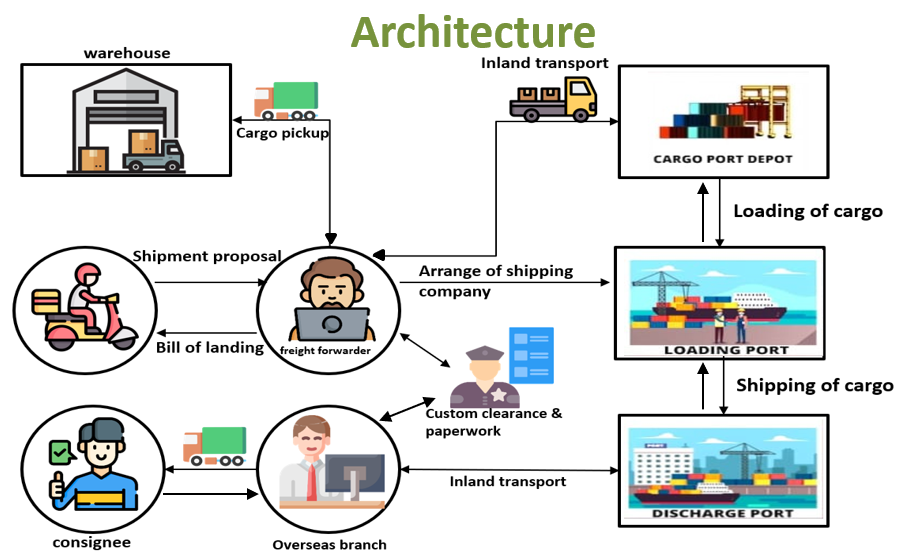 Architecture
warehouse
Inland transport
Cargo pickup
CARGO PORT DEPOT
Loading of cargo
Shipment proposal
Arrange of shipping
company
Bill of landing
freight forwarder
LOADING PORT
Shipping of cargo
Custom clearance &
paperwork
PORT
Inland transport
DISCHARGE PORT
consignee
Overseas branch